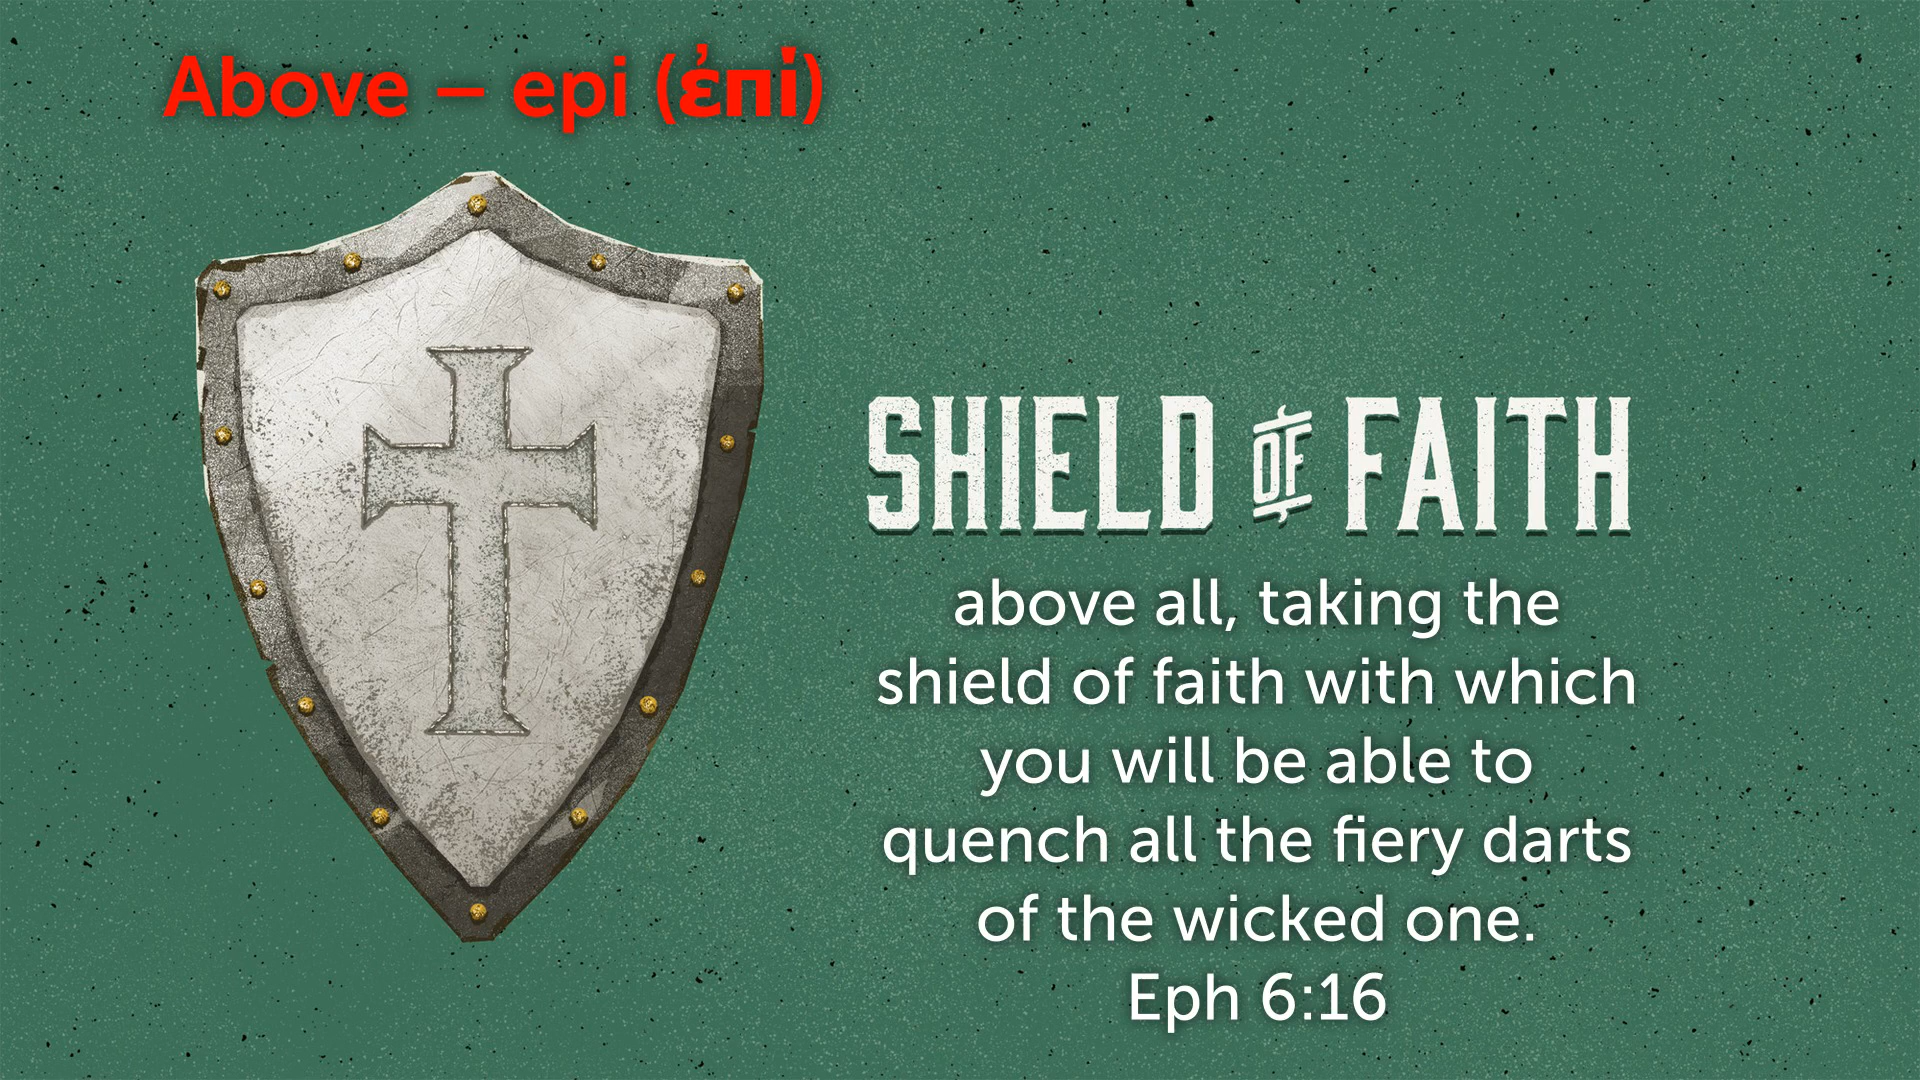 Above – epi (ἐπί)
SHIELD OF FAITH
above all, taking the
shield of faith with which
you will be able to
quench all the fiery darts
of the wicked one.
Eph 6:16